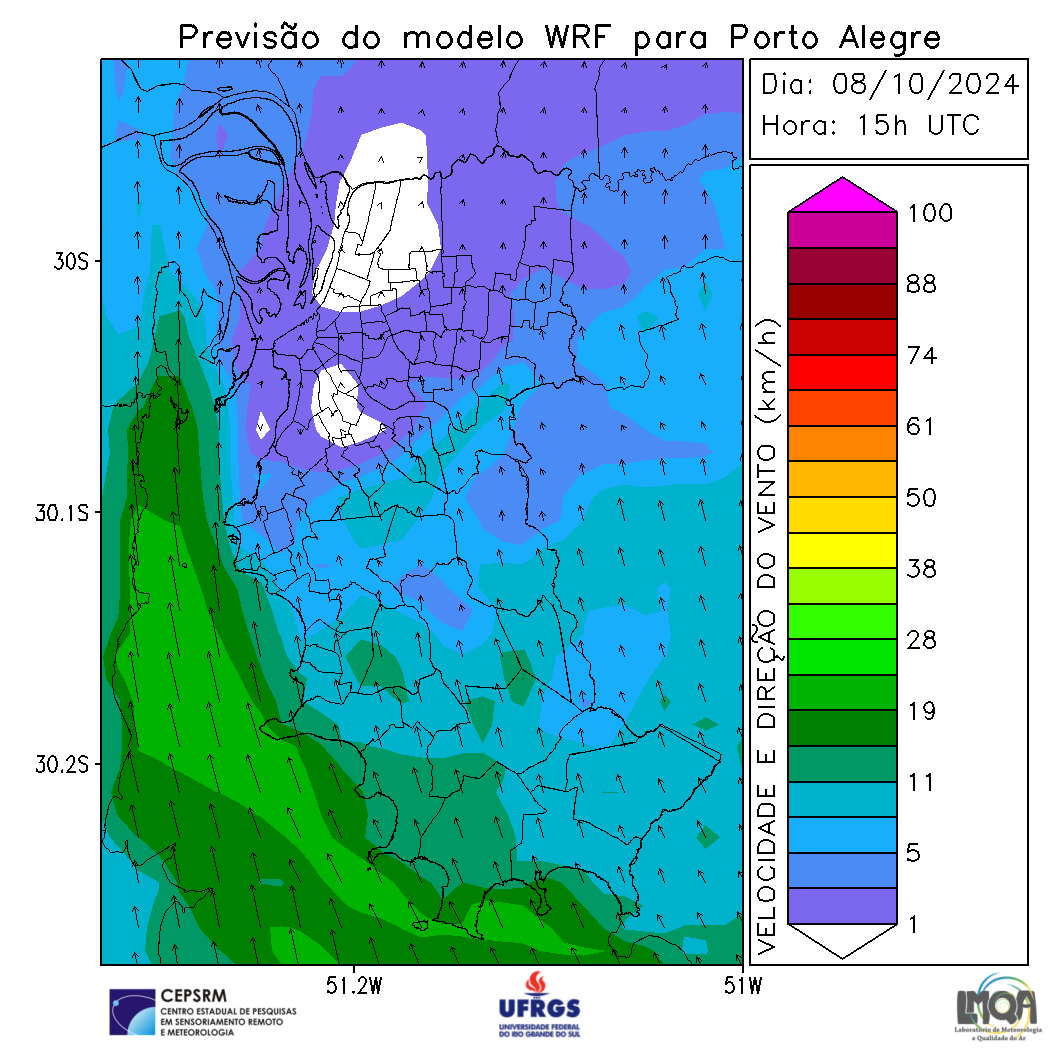 Previsão do modelo WRF para Porto Alegre
Dia: 08/10/2024
Hora: 15h UTC
30S
30.1S
30.2S
51.2W
51W
VELOCIDADE E DIREÇÃO DO VENTO (km/h)
100
88
74
61
50
38
28
19
11
5
1
CEPSRM
CENTRO ESTADUAL DE PESQUISAS
EM SENSORIAMENTO REMOTO
E METEOROLOGIA
UFRGS
UNIVERSIDADE FEDERAL
DO RIO GRANDE DO SUL
LMQA
Laboratório de Meteorologia
e Qualidade do Ar